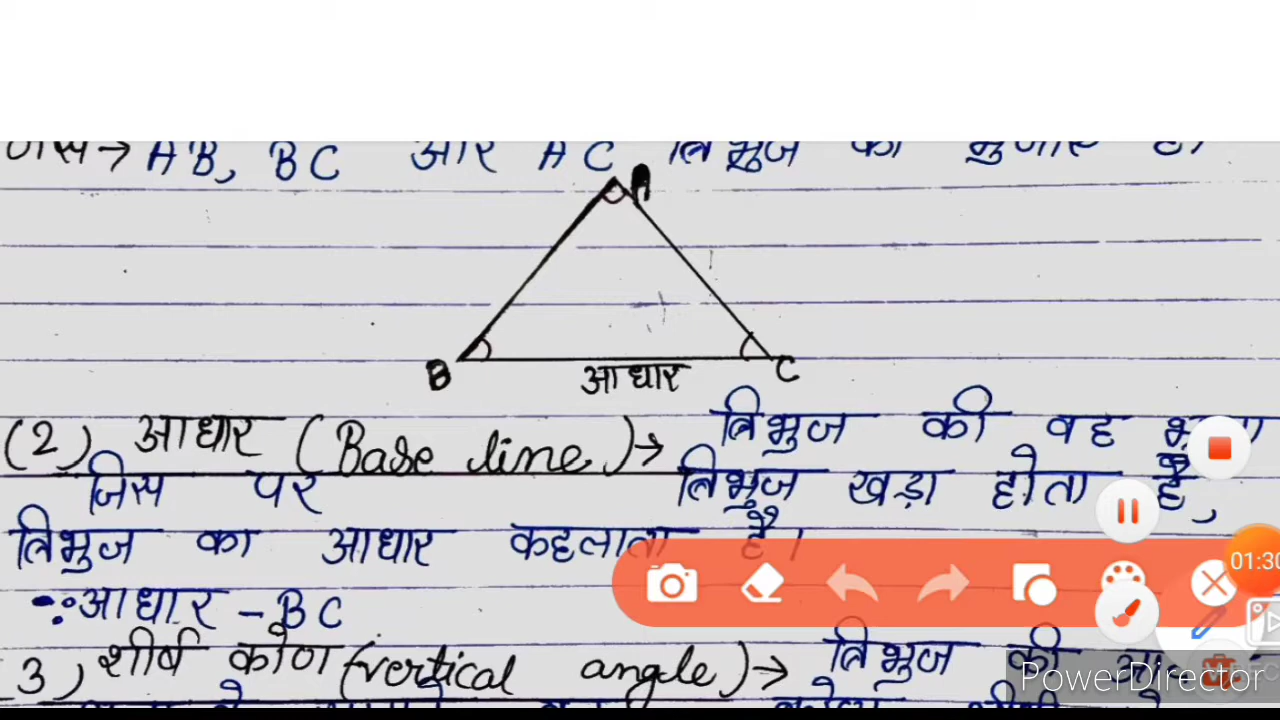 जैसे→ AB, BC और AC त्रिभुज की भुजाएँ है।
A
B
C
आधार
(2) आधार (Base line)→ त्रिभुज की वह
जिस पर त्रिभुज खड़ा होता है,
त्रिभुज का आधार कहलाता है।
∴ आधार – BC
3) शीर्ष कोण (vertical angle)→ त्रिभुज की
01:30
PowerDirector